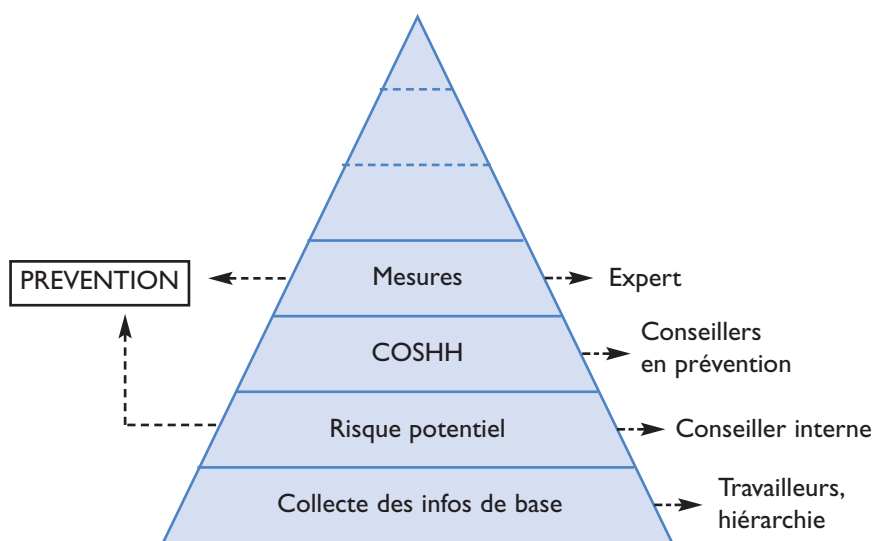 PREVENTION
Mesures
Expert
COSHH
Conseillers
en prévention
Risque potentiel
Conseiller interne
Collecte des infos de base
Travailleurs,
hiérarchie